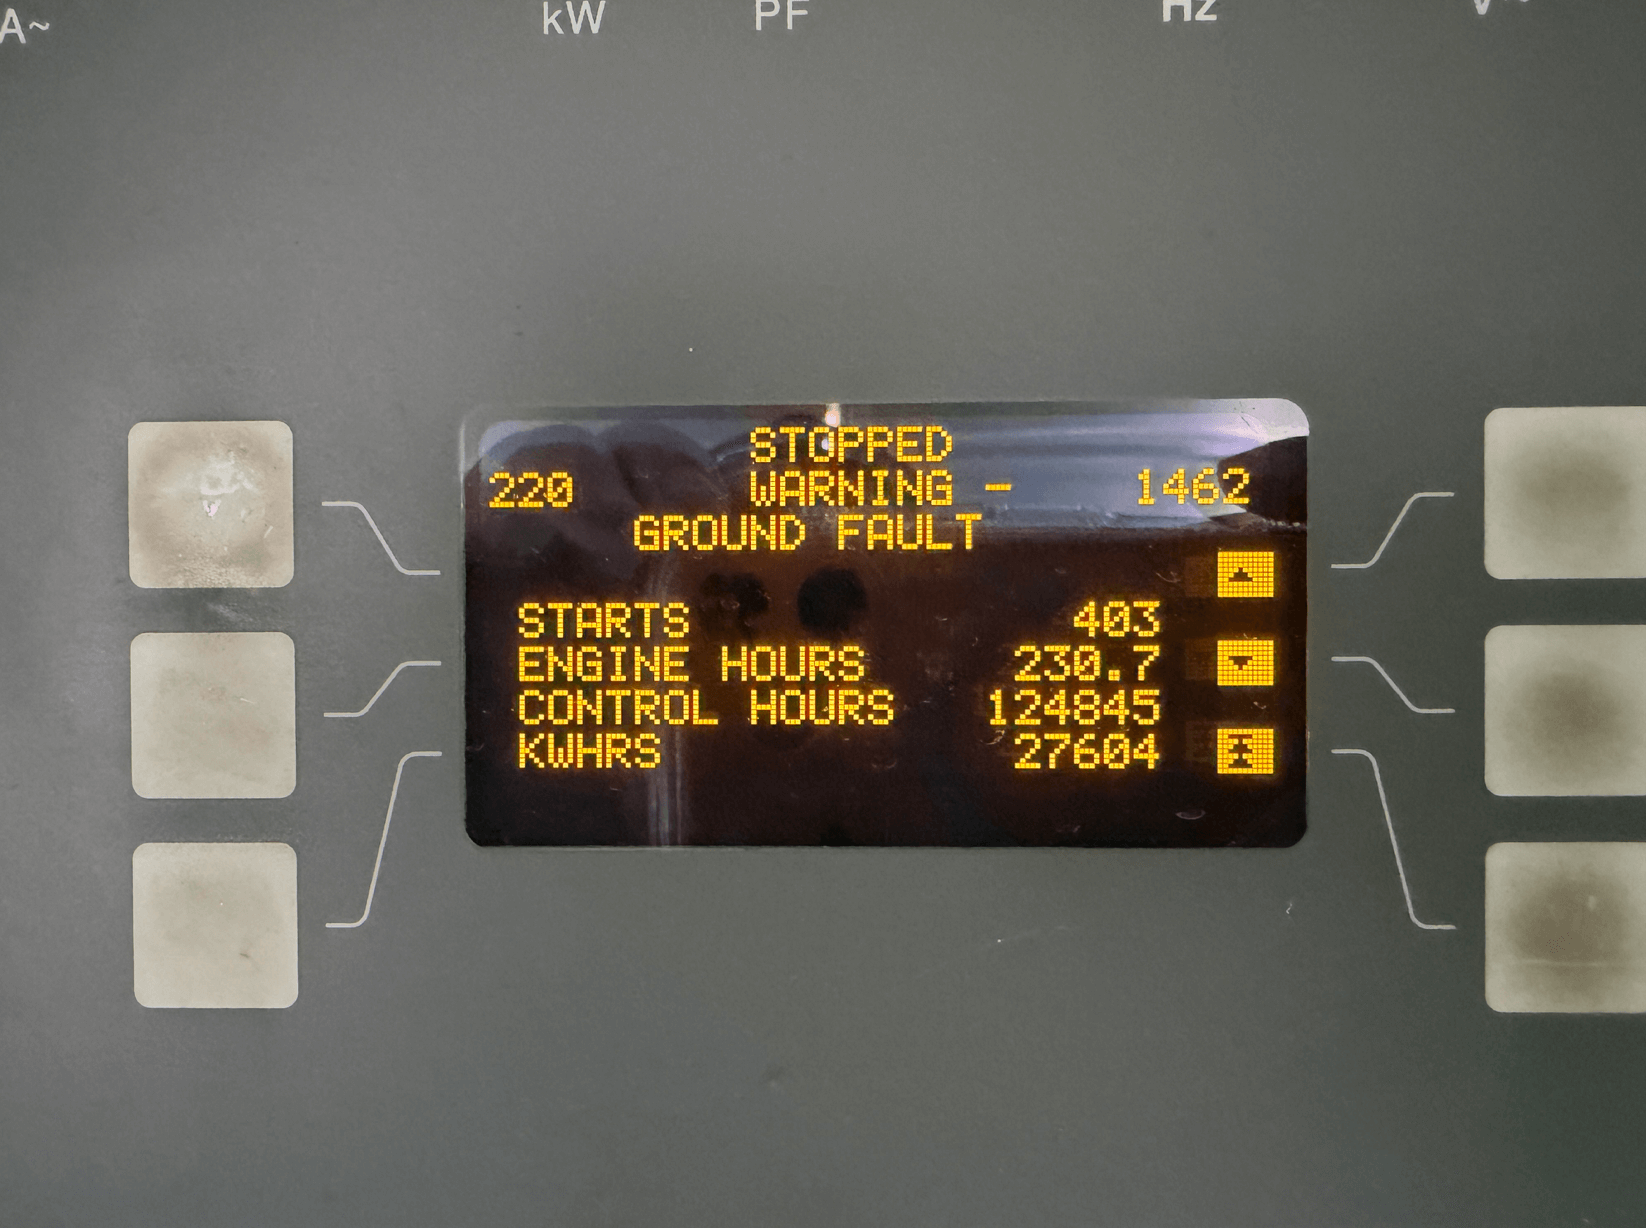 A~ kW PF Hz V~
STOPPED
220 WARNING - 1462
GROUND FAULT
STARTS 403
ENGINE HOURS 230.7
CONTROL HOURS 124845
KWHRS 27604